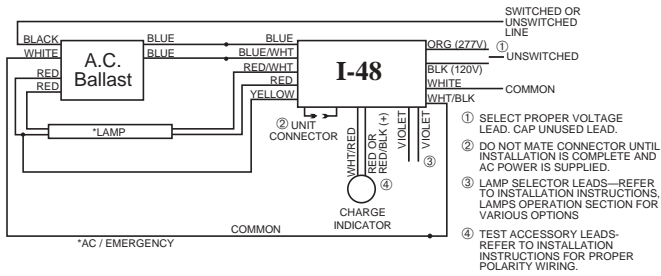 SWITCHED OR
UNSWITCHED
LINE
BLACK
BLUE
BLUE
ORG (277V)
①
WHITE
A.C.
Ballast
BLUE
BLUE/WHT
I-48
UNSWITCHED
RED/WHT
BLK (120V)
RED
RED
RED
WHITE
COMMON
YELLOW
WHT/BLK
*LAMP
② UNIT
CONNECTOR
WHT/RED
RED OR
RED/BLK (+)
VIOLET
VIOLET
③
④
CHARGE
INDICATOR
COMMON
*AC / EMERGENCY
① SELECT PROPER VOLTAGE
LEAD. CAP UNUSED LEAD.
② DO NOT MATE CONNECTOR UNTIL
INSTALLATION IS COMPLETE AND
AC POWER IS SUPPLIED.
③ LAMP SELECTOR LEADS—REFER
TO INSTALLATION INSTRUCTIONS,
LAMPS OPERATION SECTION FOR
VARIOUS OPTIONS
④ TEST ACCESSORY LEADS-
REFER TO INSTALLATION
INSTRUCTIONS FOR PROPER
POLARITY WIRING.